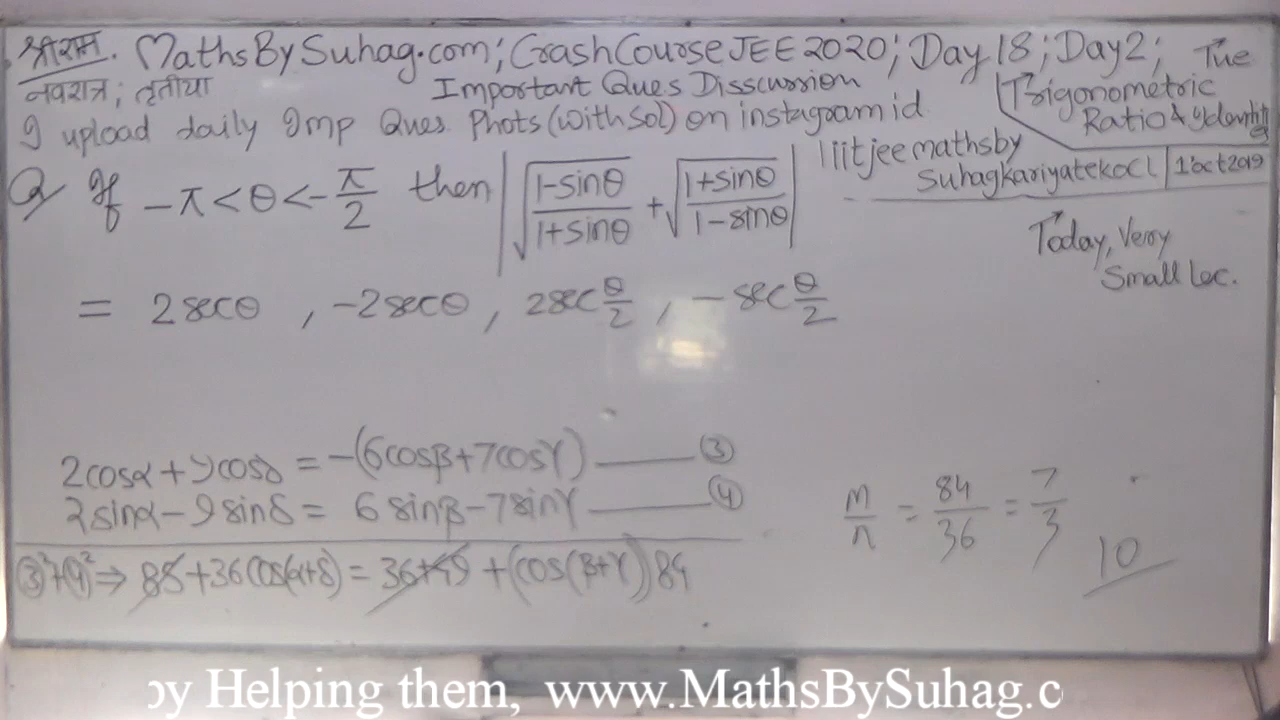 श्रीराम. MathsBySuhag.com; CrashCourse JEE 2020; Day 18; Day 2; Tue
नवरात्र; तृतीया Important Ques Disscussion
Trigonometric
Ratio & Identity
I upload daily Imp Ques Phots (with Sol) on instagram id
iitjeemathsby
suhagkariyatekoCl | 1 oct 2019
Q If -π < θ < -π/2 then |√((1-sinθ)/(1+sinθ)) + √((1+sinθ)/(1-sinθ))|
Today, Very
Small Lec.
= 2secθ , -2secθ , 2sec θ/2 , -sec θ/2
2cosα + 9cosδ = -(6cosβ + 7cosγ) —— ③
2sinα - 9sinδ = 6sinβ - 7sinγ —— ④
③²+④² ⇒ 85 + 36cos(α+δ) = 36+49 + (cos(β+γ)) 84
m/n = 84/36 = 7/3
10
by Helping them, www.MathsBySuhag.c